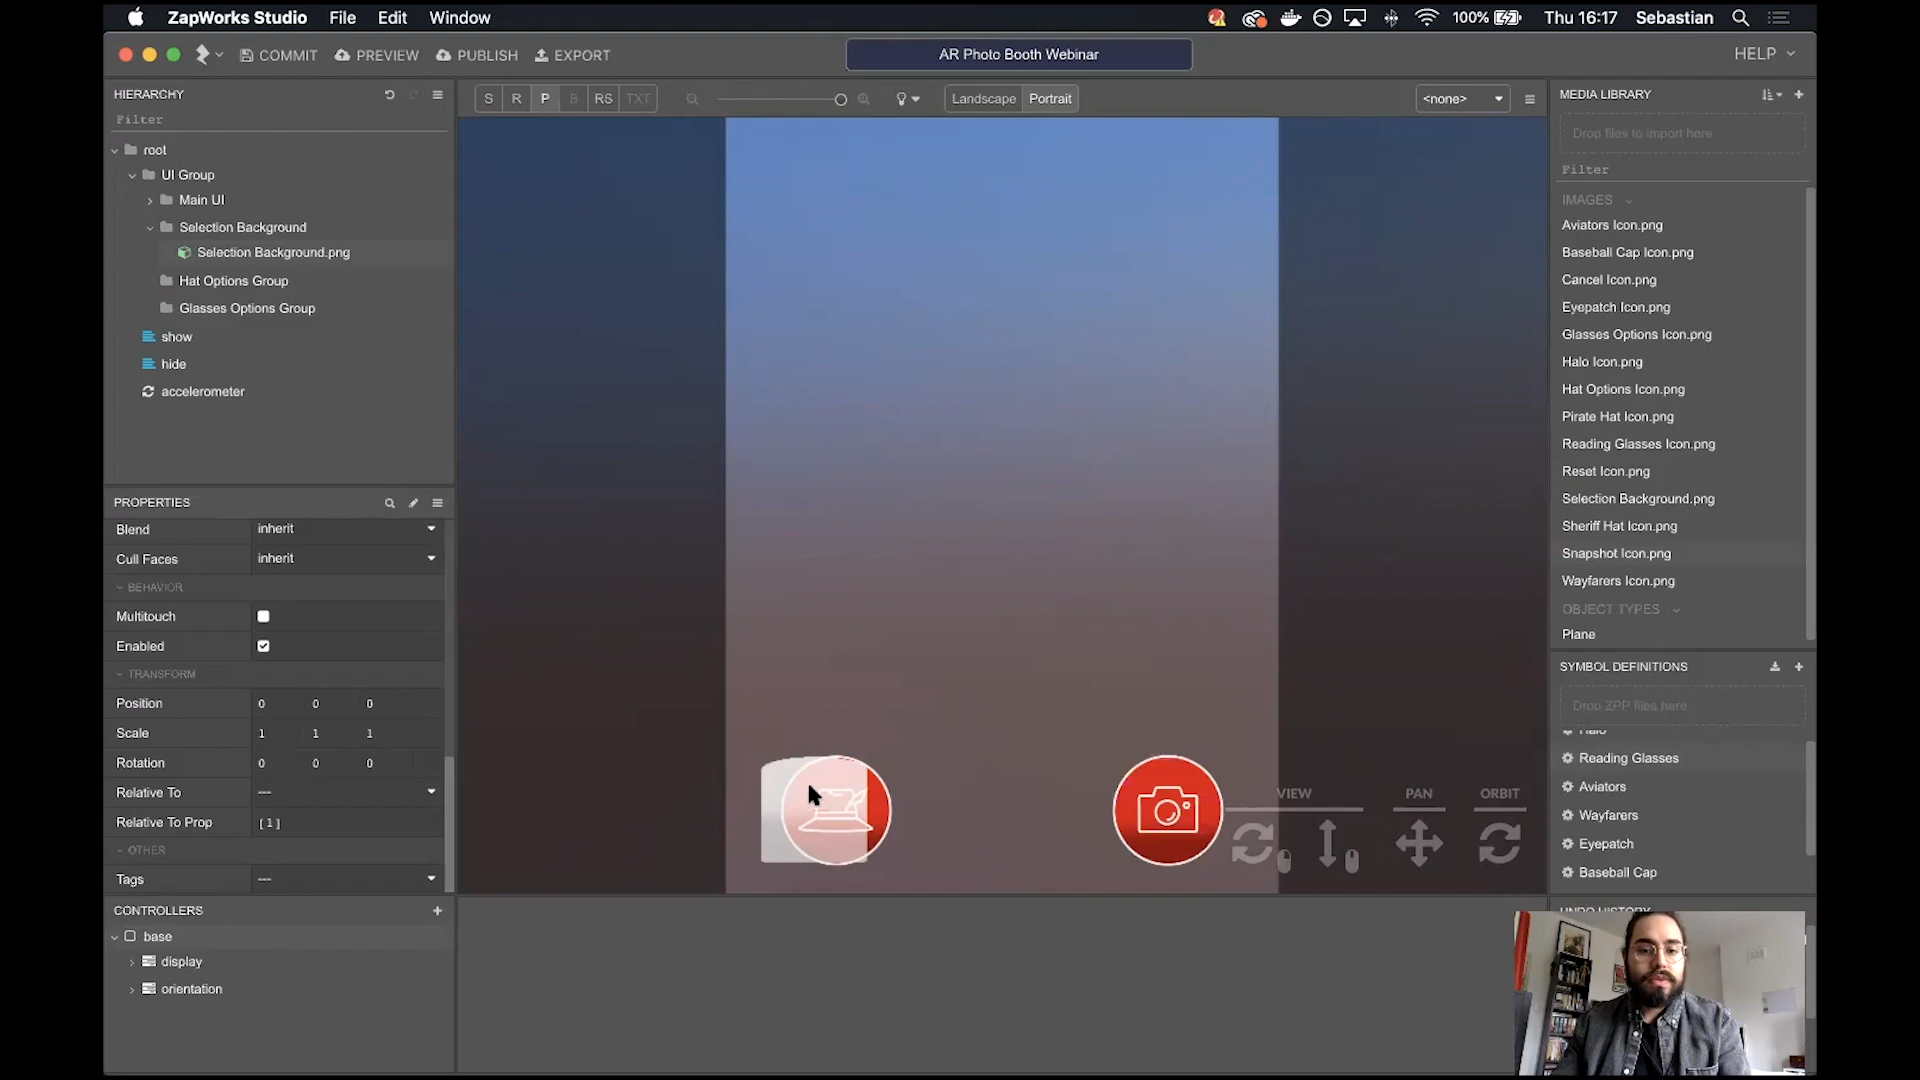 ZapWorks Studio File Edit Window 100% Thu 16:17 Sebastian
COMMIT PREVIEW PUBLISH EXPORT AR Photo Booth Webinar HELP
HIERARCHY
Filter
root
UI Group
Main UI
Selection Background
Selection Background.png
Hat Options Group
Glasses Options Group
show
hide
accelerometer
PROPERTIES
Blend inherit
Cull Faces inherit
BEHAVIOR
Multitouch
Enabled
TRANSFORM
Position 0 0 0
Scale 1 1 1
Rotation 0 0 0
Relative To ---
Relative To Prop [1]
OTHER
Tags ---
CONTROLLERS
base
display
orientation
S R P B RS TXT Landscape Portrait <none>
VIEW PAN ORBIT
MEDIA LIBRARY
Drop files to import here
Filter
IMAGES
Aviators Icon.png
Baseball Cap Icon.png
Cancel Icon.png
Eyepatch Icon.png
Glasses Options Icon.png
Halo Icon.png
Hat Options Icon.png
Pirate Hat Icon.png
Reading Glasses Icon.png
Reset Icon.png
Selection Background.png
Sheriff Hat Icon.png
Snapshot Icon.png
Wayfarers Icon.png
OBJECT TYPES
Plane
SYMBOL DEFINITIONS
Drop ZPP files here
Halo
Reading Glasses
Aviators
Wayfarers
Eyepatch
Baseball Cap
UNDO HISTORY